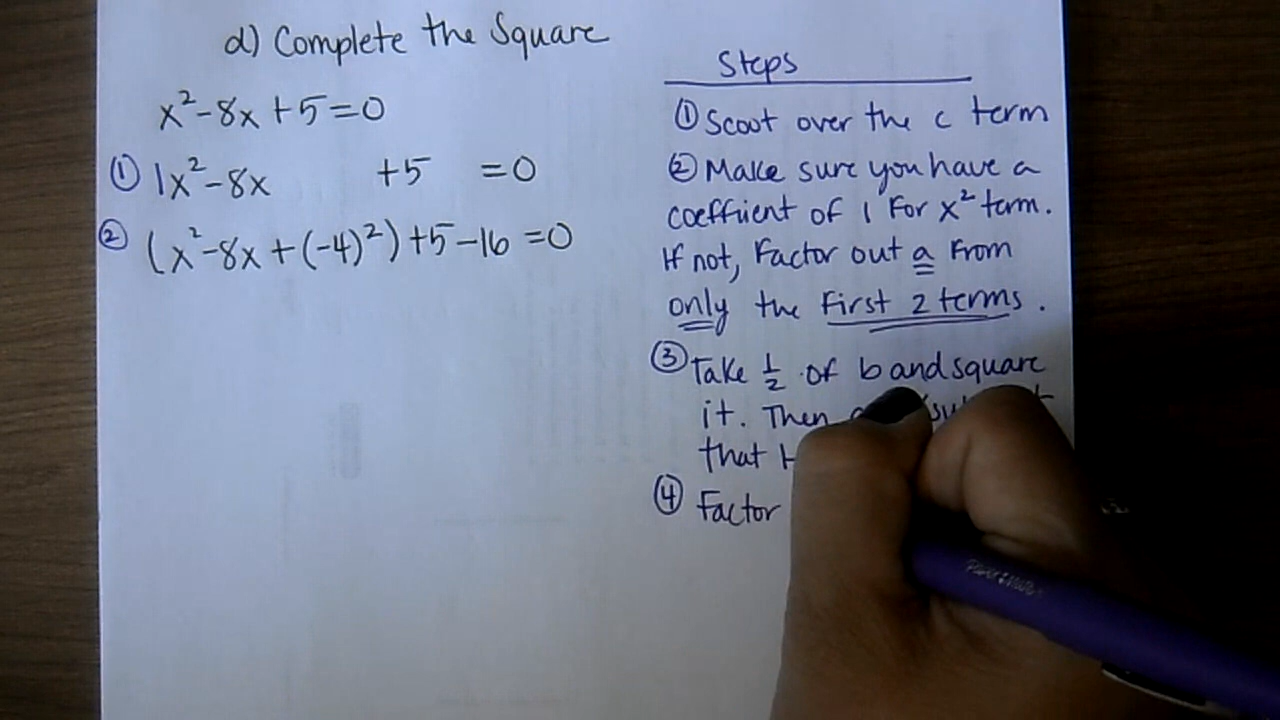 d) Complete the Square
x²-8x+5=0
① 1x²-8x +5 =0
② (x²-8x+(-4)²)+5-16=0
Steps
① Scoot over the c term
② Make sure you have a
coeffient of 1 for x² term.
If not, Factor out a From
only the First 2 terms.
③ Take ½ of b and square
it. Then
that
④ Factor